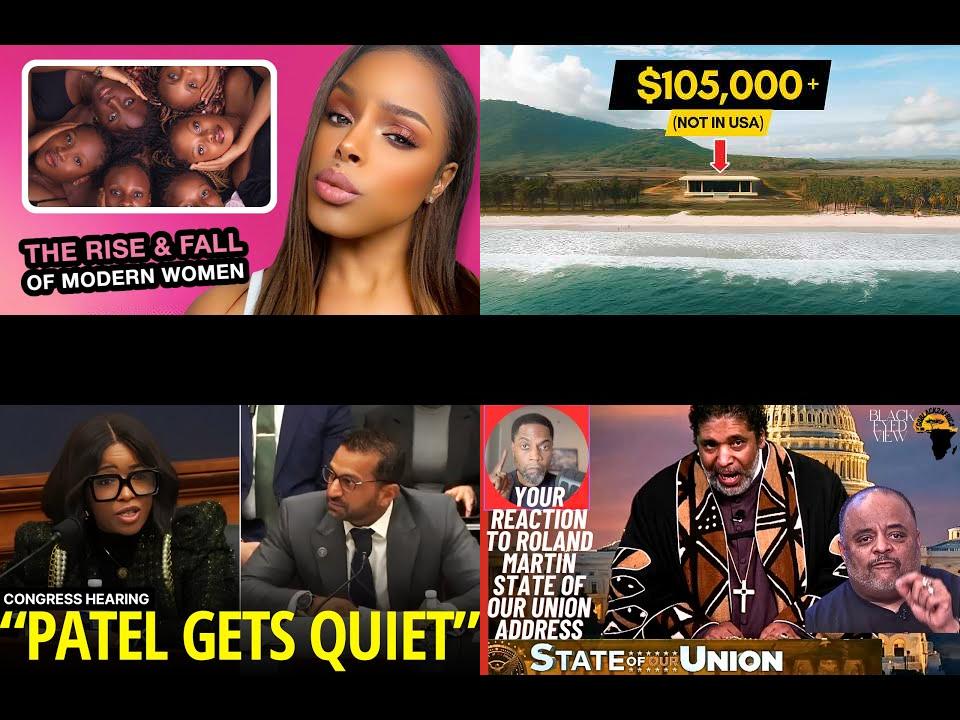 THE RISE & FALL
OF MODERN WOMEN
$105,000+
(NOT IN USA)
CONGRESS HEARING
“PATEL GETS QUIET”
BLACK
EYED
VIEW
GOBLACK2AFRICA
YOUR
REACTION
TO ROLAND
MARTIN
STATE OF
OUR UNION
ADDRESS
STATE OF OUR UNION